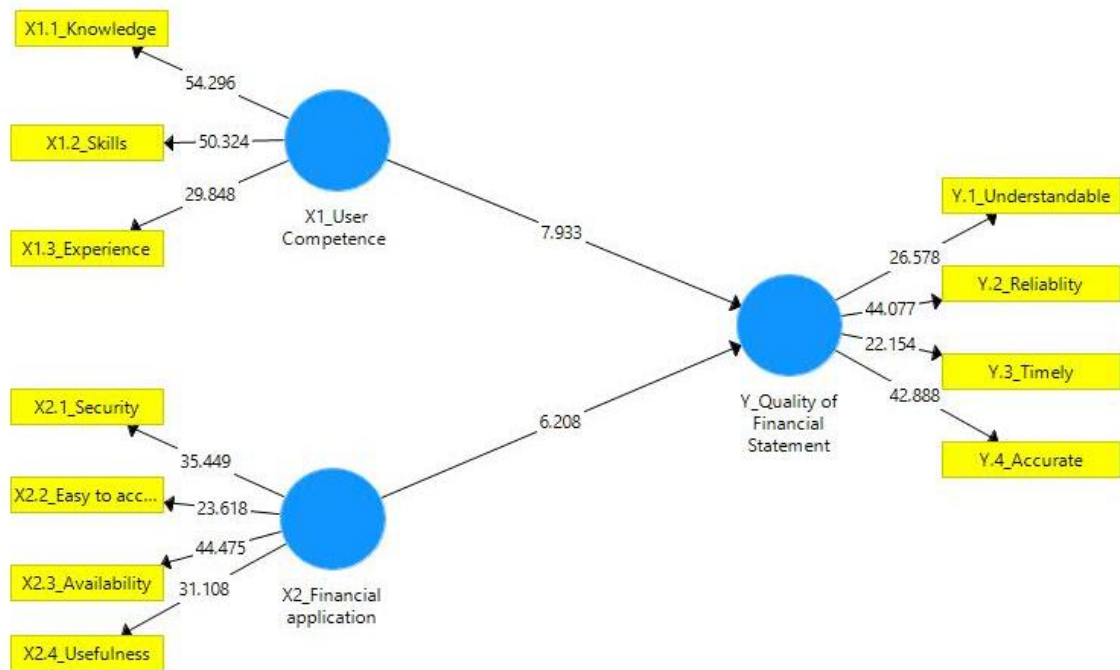 X1.1_Knowledge
54.296
X1.2_Skills
50.324
29.848
X1.3_Experience
X1_User
Competence
7.933
Y.1_Understandable
26.578
Y.2_Reliablity
44.077
22.154
Y.3_Timely
42.888
Y.4_Accurate
Y_Quality of
Financial
Statement
6.208
X2.1_Security
35.449
X2.2_Easy to acc...
23.618
44.475
X2.3_Availability
31.108
X2.4_Usefulness
X2_Financial
application